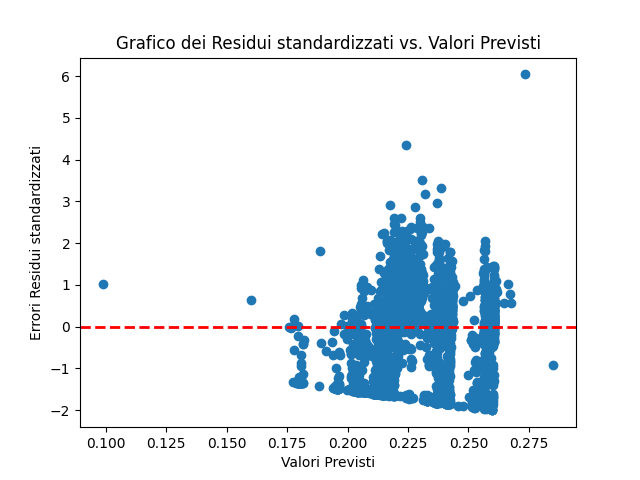 Grafico dei Residui standardizzati vs. Valori Previsti
Errori Residui standardizzati
6
5
4
3
2
1
0
−1
−2
0.100 0.125 0.150 0.175 0.200 0.225 0.250 0.275
Valori Previsti